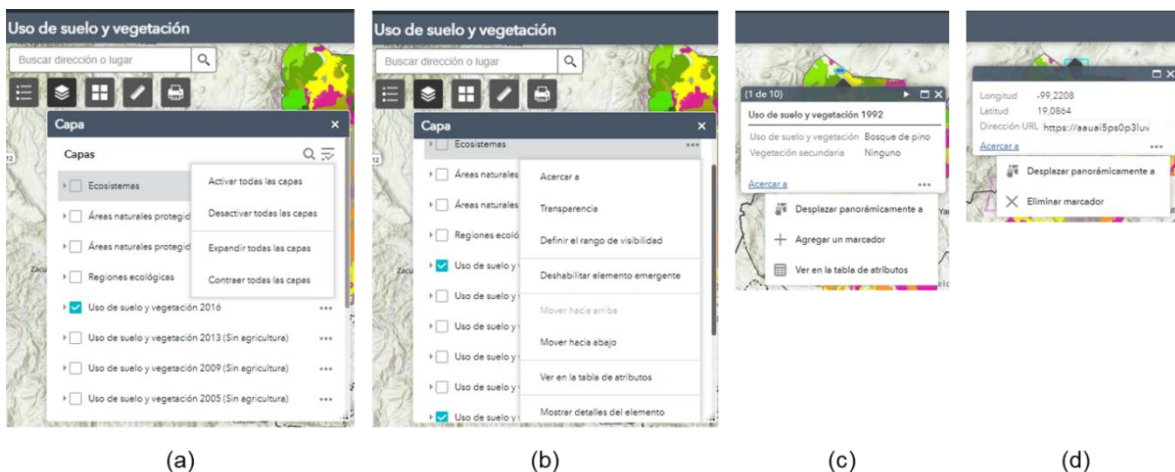 Uso de suelo y vegetación
Buscar dirección o lugar
Capa
×
Capas
Ecosistemas
Áreas naturales protegid
Áreas naturales protegid
Regiones ecológicas
Uso de suelo y vegetación 2016
Uso de suelo y vegetación 2013 (Sin agricultura)
Uso de suelo y vegetación 2009 (Sin agricultura)
Uso de suelo y vegetación 2005 (Sin agricultura)
Activar todas las capas
Desactivar todas las capas
Expandir todas las capas
Contraer todas las capas
(a)
Uso de suelo y vegetación
Buscar dirección o lugar
Capa
×
Ecosistemas
Áreas naturales
Áreas naturales
Regiones ecoló
Uso de suelo y v
Uso de suelo y v
Uso de suelo y v
Uso de suelo y v
Uso de suelo y v
Uso de suelo y v
Acercar a
Transparencia
Definir el rango de visibilidad
Deshabilitar elemento emergente
Mover hacia arriba
Mover hacia abajo
Ver en la tabla de atributos
Mostrar detalles del elemento
(b)
(1 de 10)
Uso de suelo y vegetación 1992
Uso de suelo y vegetación Bosque de pino
Vegetación secundaria Ninguno
Acercar a
Desplazar panorámicamente a
Agregar un marcador
Ver en la tabla de atributos
(c)
Longitud -99,2208
Latitud 19,0864
Dirección URL https://aauai5ps0p3luv
Acercar a
Desplazar panorámicamente a
Eliminar marcador
(d)